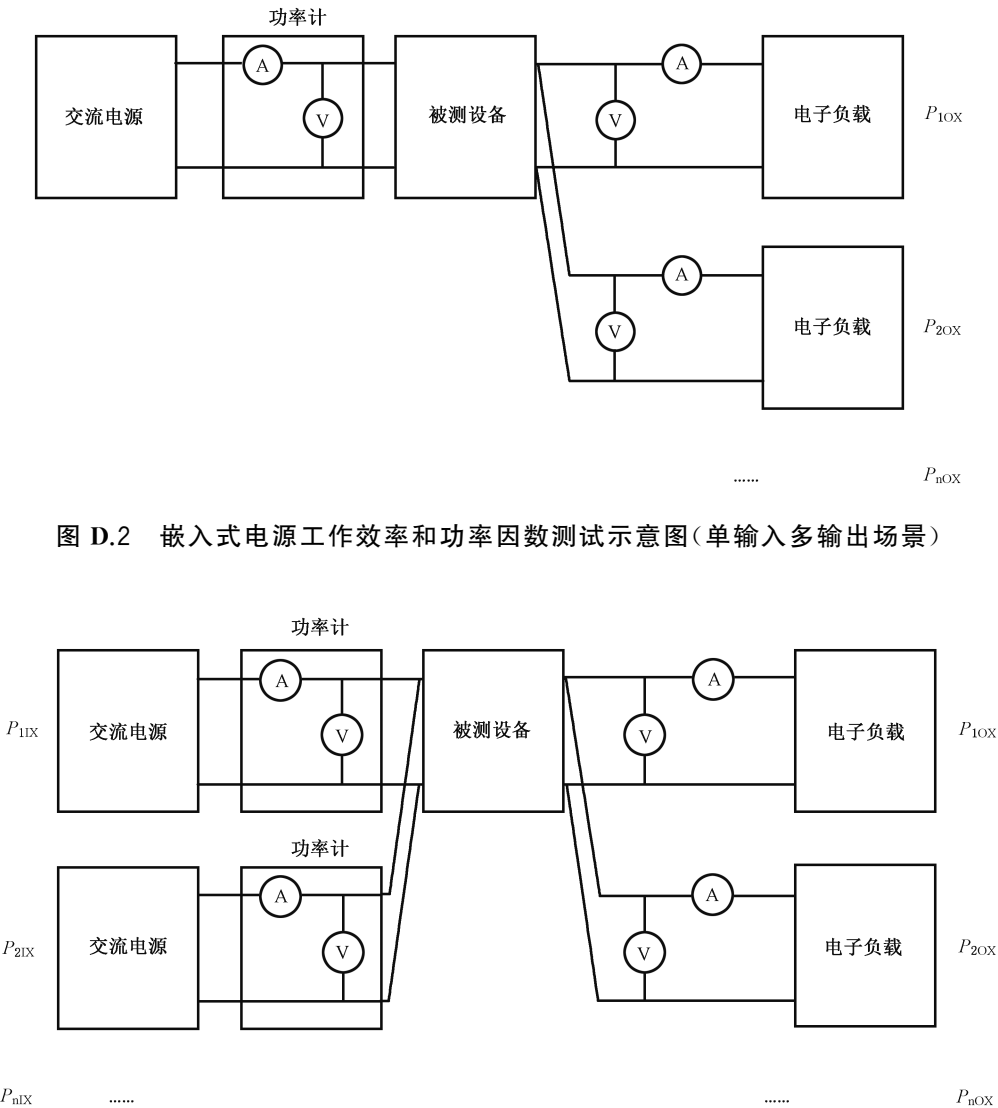 功率计
A
A
交流电源
V
被测设备
V
电子负载
P1OX
A
V
电子负载
P2OX
……
PnOX
图 D.2 嵌入式电源工作效率和功率因数测试示意图(单输入多输出场景)
功率计
A
A
P1IX
交流电源
V
被测设备
V
电子负载
P1OX
功率计
A
A
P2IX
交流电源
V
V
电子负载
P2OX
PnIX
……
……
PnOX